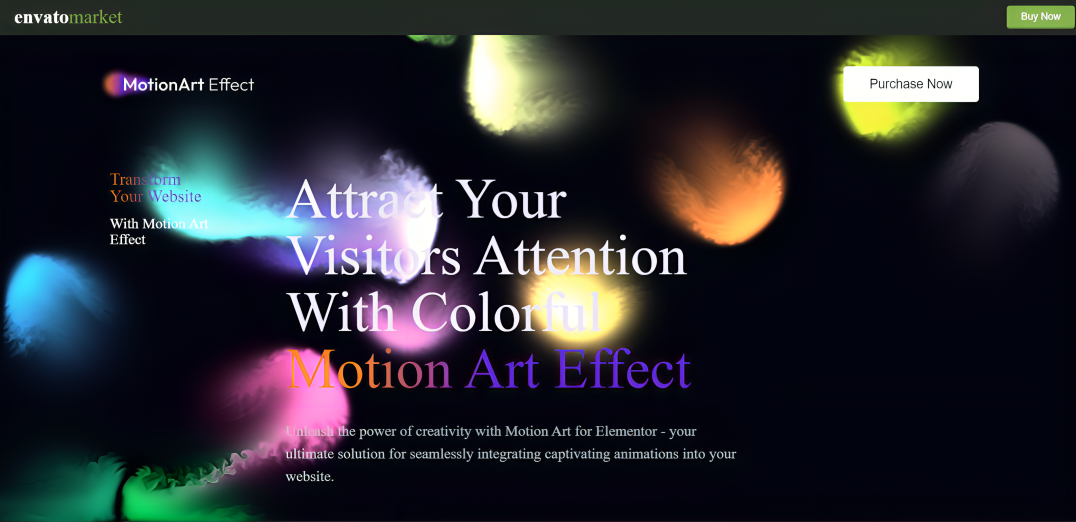 envatomarket
Buy Now
MotionArt Effect
Purchase Now
Transform
Your Website
With Motion Art
Effect
Attract Your
Visitors Attention
With Colorful
Motion Art Effect
Unleash the power of creativity with Motion Art for Elementor - your
ultimate solution for seamlessly integrating captivating animations into your
website.